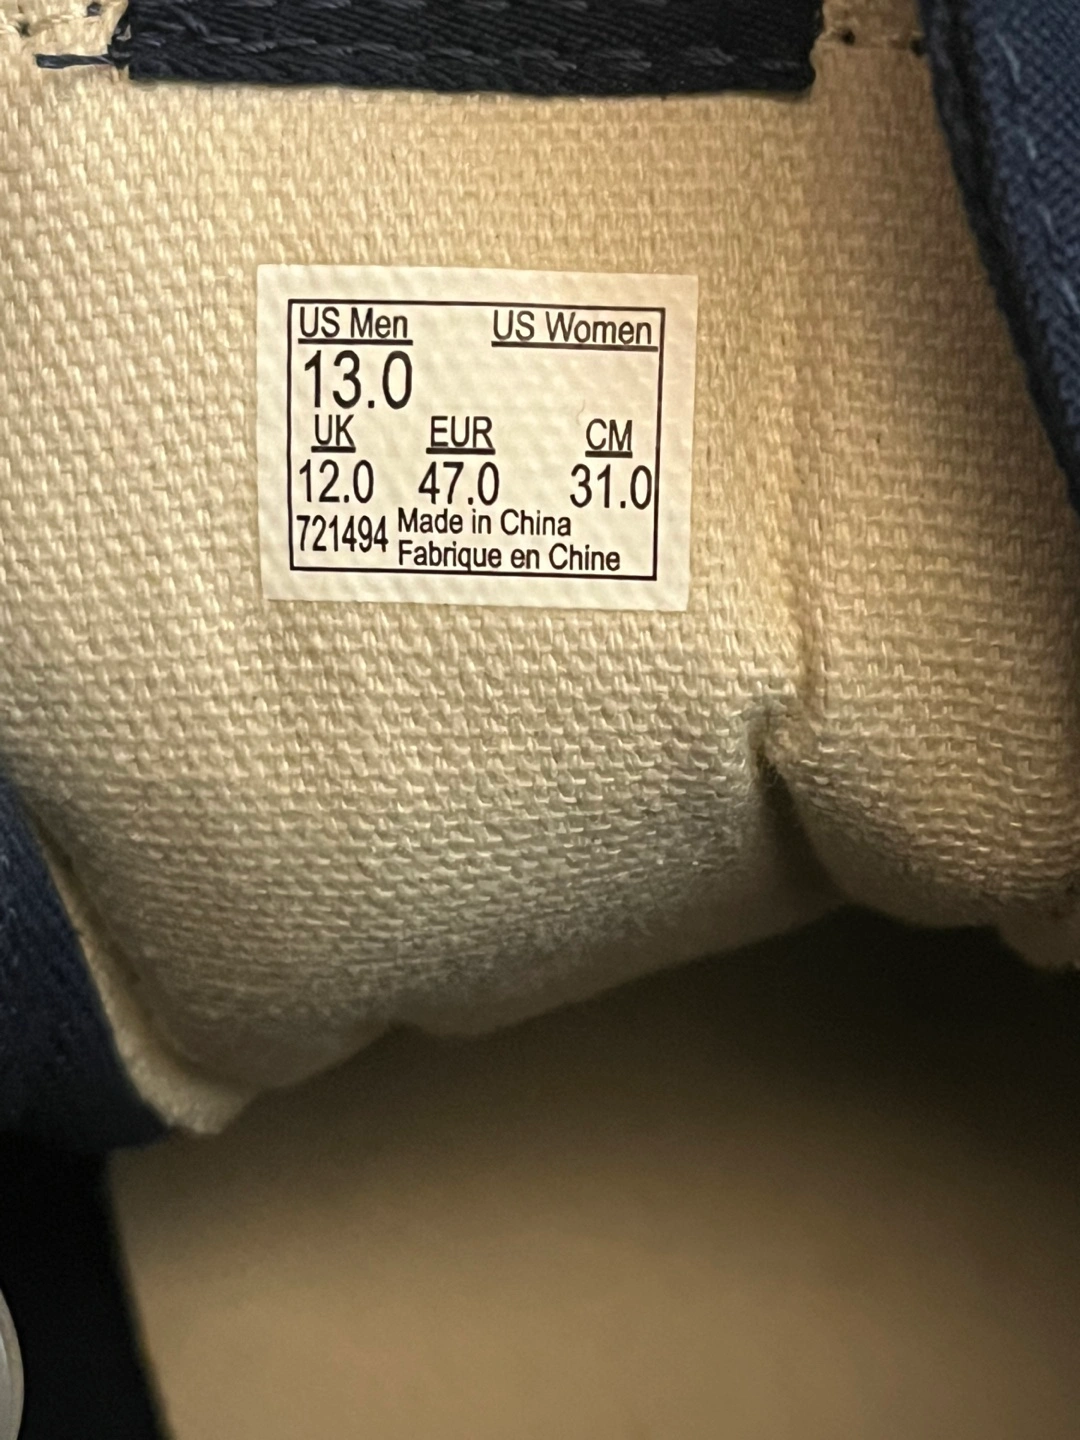 US Men US Women
13.0
UK EUR CM
12.0 47.0 31.0
721494 Made in China
Fabrique en Chine